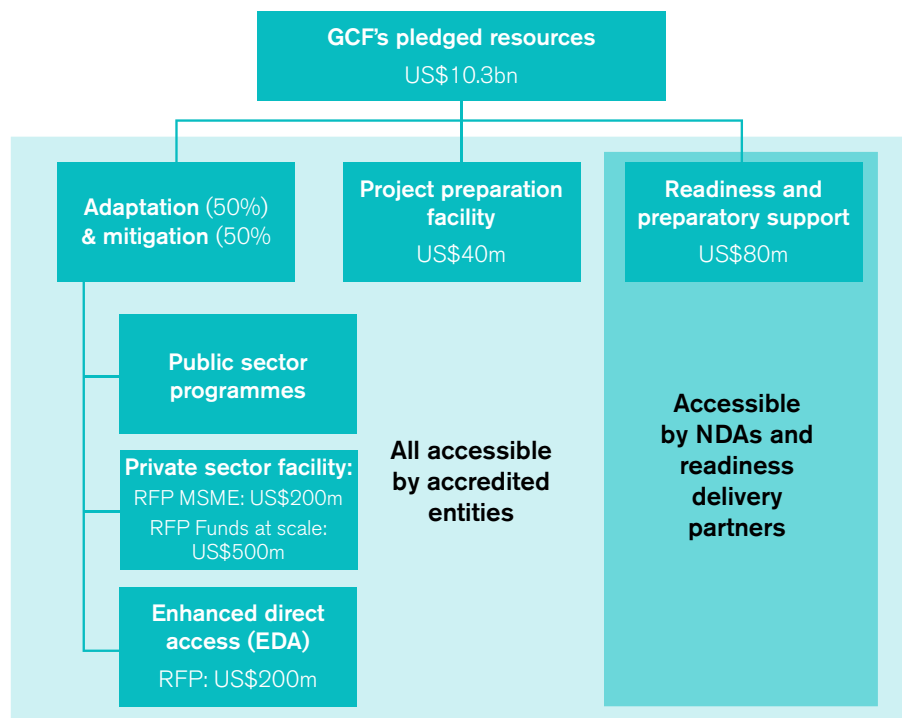 GCF's pledged resources
US$10.3bn
Adaptation (50%)
& mitigation (50%
Project preparation
facility
US$40m
Readiness and
preparatory support
US$80m
Public sector
programmes
Private sector facility:
RFP MSME: US$200m
RFP Funds at scale:
US$500m
Enhanced direct
access (EDA)
RFP: US$200m
All accessible
by accredited
entities
Accessible
by NDAs and
readiness
delivery
partners